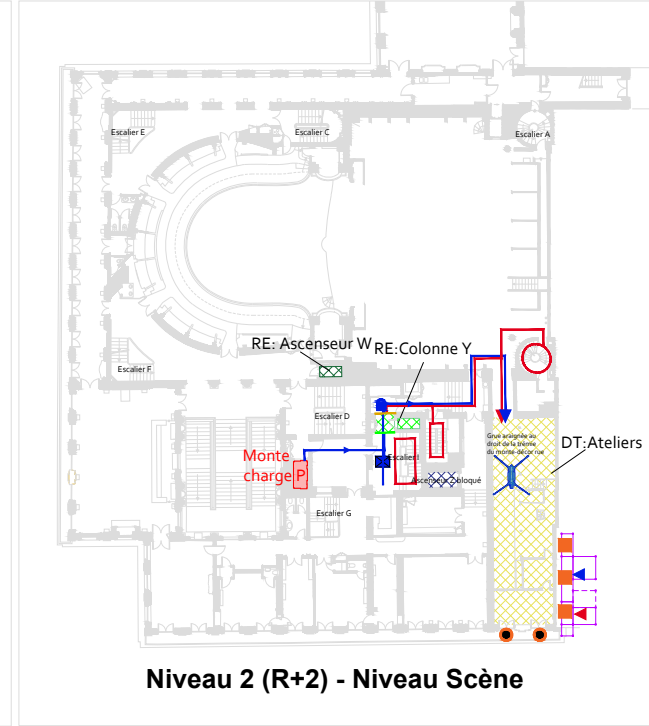 Escalier E
Escalier C
Escalier A
RE: Ascenseur W
RE:Colonne Y
Escalier F
Escalier D
Grue araignée au
droit de la trémie
du monte-décor rue
DT:Ateliers
Monte
charge P
Escalier I
Ascenseur Z bloqué
Escalier G
Niveau 2 (R+2) - Niveau Scène